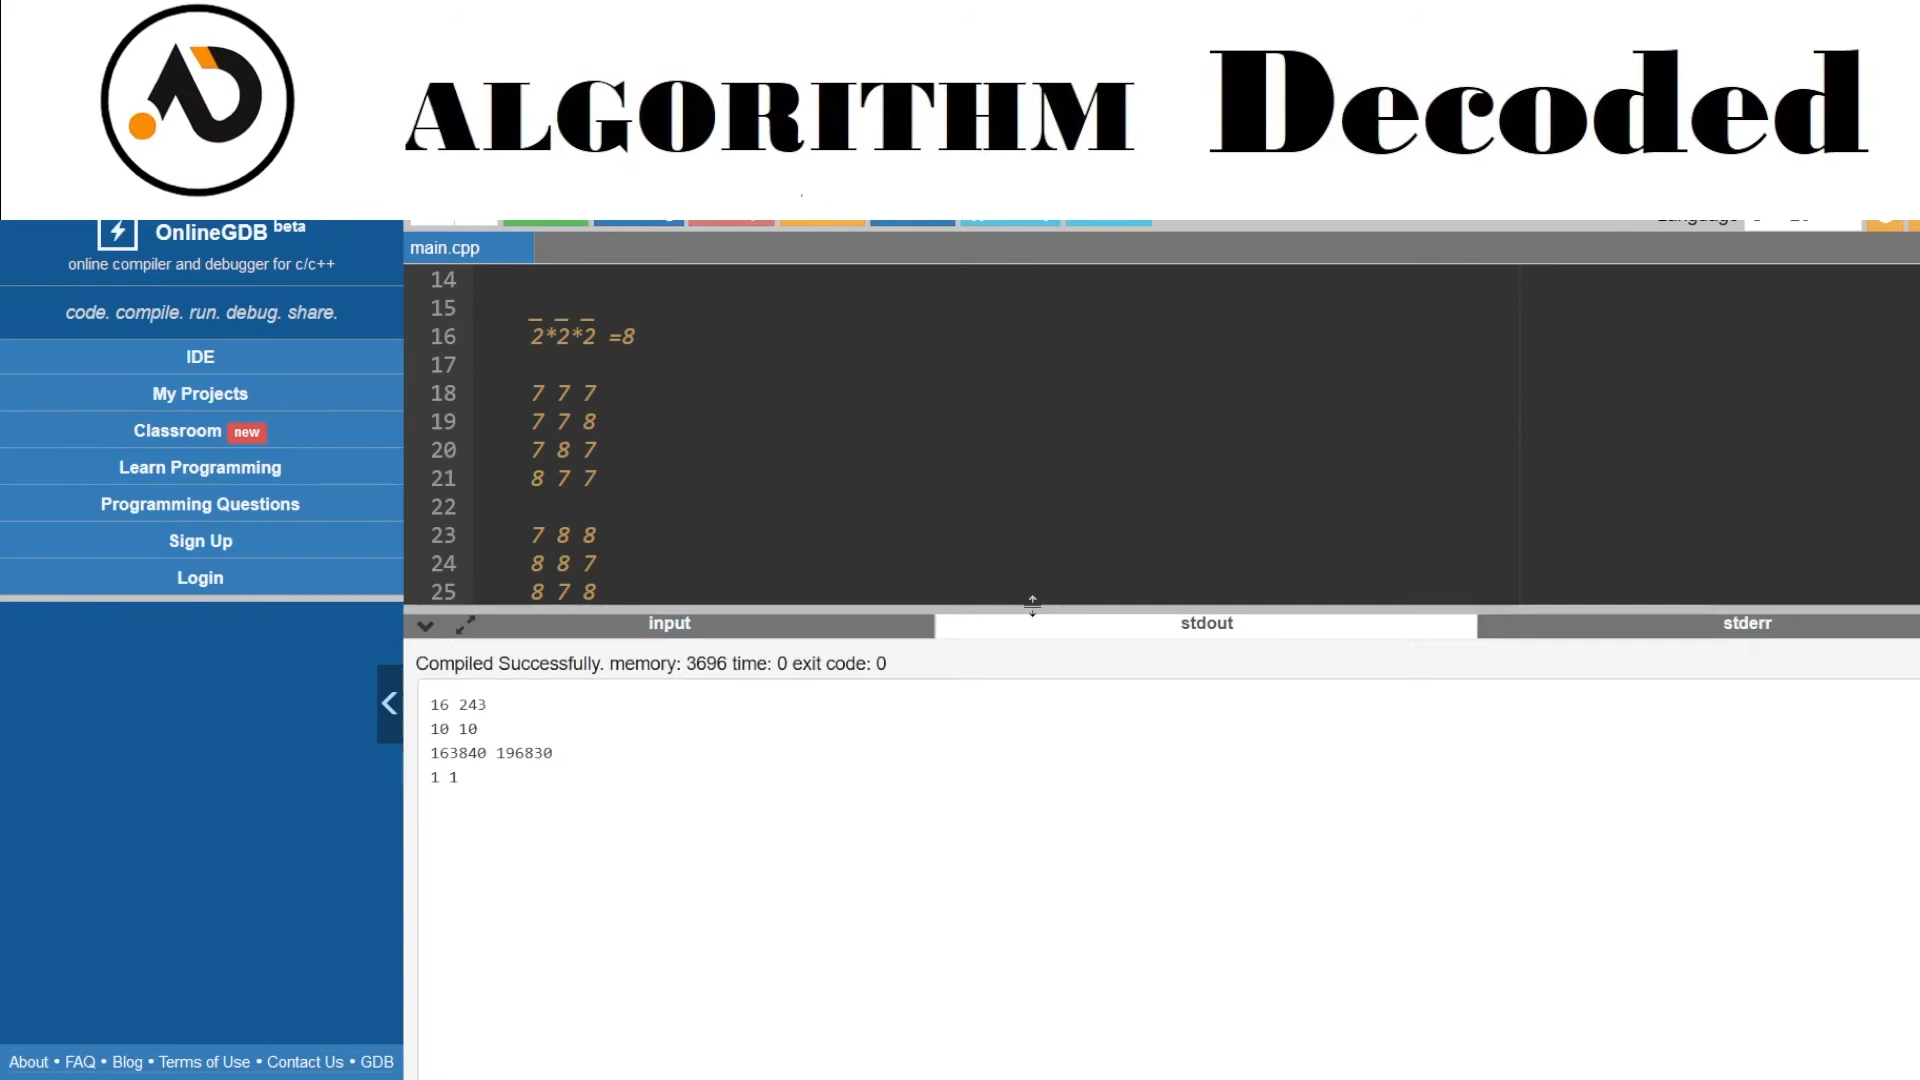 ALGORITHM Decoded
OnlineGDB beta
online compiler and debugger for c/c++
code. compile. run. debug. share.
IDE
My Projects
Classroom new
Learn Programming
Programming Questions
Sign Up
Login
About • FAQ • Blog • Terms of Use • Contact Us • GDB
main.cpp
14
15 _ _ _
16 2*2*2 =8
17
18 7 7 7
19 7 7 8
20 7 8 7
21 8 7 7
22
23 7 8 8
24 8 8 7
25 8 7 8
input stdout stderr
Compiled Successfully. memory: 3696 time: 0 exit code: 0
16 243
10 10
163840 196830
1 1